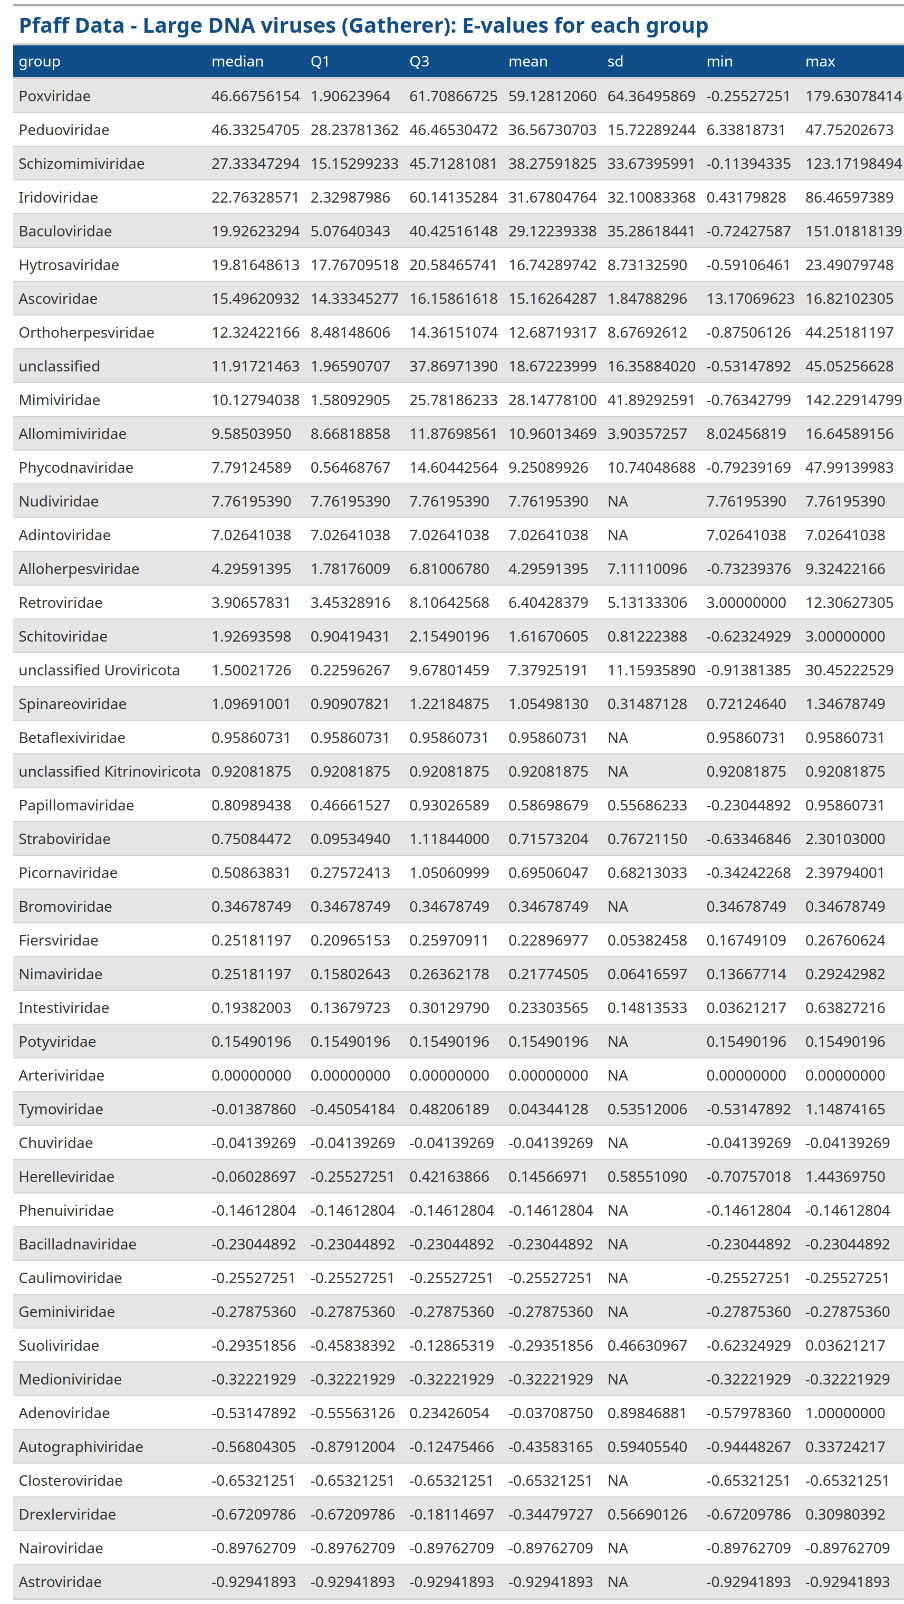 Pfaff Data - Large DNA viruses (Gatherer): E-values for each group
group median Q1 Q3 mean sd min max
Poxviridae 46.66756154 1.90623964 61.70866725 59.12812060 64.36495869 -0.25527251 179.63078414
Peduoviridae 46.33254705 28.23781362 46.46530472 36.56730703 15.72289244 6.33818731 47.75202673
Schizomimiviridae 27.33347294 15.15299233 45.71281081 38.27591825 33.67395991 -0.11394335 123.17198494
Iridoviridae 22.76328571 2.32987986 60.14135284 31.67804764 32.10083368 0.43179828 86.46597389
Baculoviridae 19.92623294 5.07640343 40.42516148 29.12239338 35.28618441 -0.72427587 151.01818139
Hytrosaviridae 19.81648613 17.76709518 20.58465741 16.74289742 8.73132590 -0.59106461 23.49079748
Ascoviridae 15.49620932 14.33345277 16.15861618 15.16264287 1.84788296 13.17069623 16.82102305
Orthoherpesviridae 12.32422166 8.48148606 14.36151074 12.68719317 8.67692612 -0.87506126 44.25181197
unclassified 11.91721463 1.96590707 37.86971390 18.67223999 16.35884020 -0.53147892 45.05256628
Mimiviridae 10.12794038 1.58092905 25.78186233 28.14778100 41.89292591 -0.76342799 142.22914799
Allomimiviridae 9.58503950 8.66818858 11.87698561 10.96013469 3.90357257 8.02456819 16.64589156
Phycodnaviridae 7.79124589 0.56468767 14.60442564 9.25089926 10.74048688 -0.79239169 47.99139983
Nudiviridae 7.76195390 7.76195390 7.76195390 7.76195390 NA 7.76195390 7.76195390
Adintoviridae 7.02641038 7.02641038 7.02641038 7.02641038 NA 7.02641038 7.02641038
Alloherpesviridae 4.29591395 1.78176009 6.81006780 4.29591395 7.11110096 -0.73239376 9.32422166
Retroviridae 3.90657831 3.45328916 8.10642568 6.40428379 5.13133306 3.00000000 12.30627305
Schitoviridae 1.92693598 0.90419431 2.15490196 1.61670605 0.81222388 -0.62324929 3.00000000
unclassified Uroviricota 1.50021726 0.22596267 9.67801459 7.37925191 11.15935890 -0.91381385 30.45222529
Spinareoviridae 1.09691001 0.90907821 1.22184875 1.05498130 0.31487128 0.72124640 1.34678749
Betaflexiviridae 0.95860731 0.95860731 0.95860731 0.95860731 NA 0.95860731 0.95860731
unclassified Kitrinoviricota 0.92081875 0.92081875 0.92081875 0.92081875 NA 0.92081875 0.92081875
Papillomaviridae 0.80989438 0.46661527 0.93026589 0.58698679 0.55686233 -0.23044892 0.95860731
Straboviridae 0.75084472 0.09534940 1.11844000 0.71573204 0.76721150 -0.63346846 2.30103000
Picornaviridae 0.50863831 0.27572413 1.05060999 0.69506047 0.68213033 -0.34242268 2.39794001
Bromoviridae 0.34678749 0.34678749 0.34678749 0.34678749 NA 0.34678749 0.34678749
Fiersviridae 0.25181197 0.20965153 0.25970911 0.22896977 0.05382458 0.16749109 0.26760624
Nimaviridae 0.25181197 0.15802643 0.26362178 0.21774505 0.06416597 0.13667714 0.29242982
Intestiviridae 0.19382003 0.13679723 0.30129790 0.23303565 0.14813533 0.03621217 0.63827216
Potyviridae 0.15490196 0.15490196 0.15490196 0.15490196 NA 0.15490196 0.15490196
Arteriviridae 0.00000000 0.00000000 0.00000000 0.00000000 NA 0.00000000 0.00000000
Tymoviridae -0.01387860 -0.45054184 0.48206189 0.04344128 0.53512006 -0.53147892 1.14874165
Chuviridae -0.04139269 -0.04139269 -0.04139269 -0.04139269 NA -0.04139269 -0.04139269
Herelleviridae -0.06028697 -0.25527251 0.42163866 0.14566971 0.58551090 -0.70757018 1.44369750
Phenuiviridae -0.14612804 -0.14612804 -0.14612804 -0.14612804 NA -0.14612804 -0.14612804
Bacilladnaviridae -0.23044892 -0.23044892 -0.23044892 -0.23044892 NA -0.23044892 -0.23044892
Caulimoviridae -0.25527251 -0.25527251 -0.25527251 -0.25527251 NA -0.25527251 -0.25527251
Geminiviridae -0.27875360 -0.27875360 -0.27875360 -0.27875360 NA -0.27875360 -0.27875360
Suoliviridae -0.29351856 -0.45838392 -0.12865319 -0.29351856 0.46630967 -0.62324929 0.03621217
Medioniviridae -0.32221929 -0.32221929 -0.32221929 -0.32221929 NA -0.32221929 -0.32221929
Adenoviridae -0.53147892 -0.55563126 0.23426054 -0.03708750 0.89846881 -0.57978360 1.00000000
Autographiviridae -0.56804305 -0.87912004 -0.12475466 -0.43583165 0.59405540 -0.94448267 0.33724217
Closteroviridae -0.65321251 -0.65321251 -0.65321251 -0.65321251 NA -0.65321251 -0.65321251
Drexlerviridae -0.67209786 -0.67209786 -0.18114697 -0.34479727 0.56690126 -0.67209786 0.30980392
Nairoviridae -0.89762709 -0.89762709 -0.89762709 -0.89762709 NA -0.89762709 -0.89762709
Astroviridae -0.92941893 -0.92941893 -0.92941893 -0.92941893 NA -0.92941893 -0.92941893